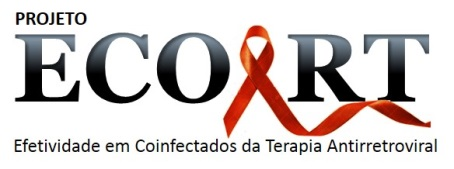 PROJETO
ECOART
Efetividade em Coinfectados da Terapia Antirretroviral